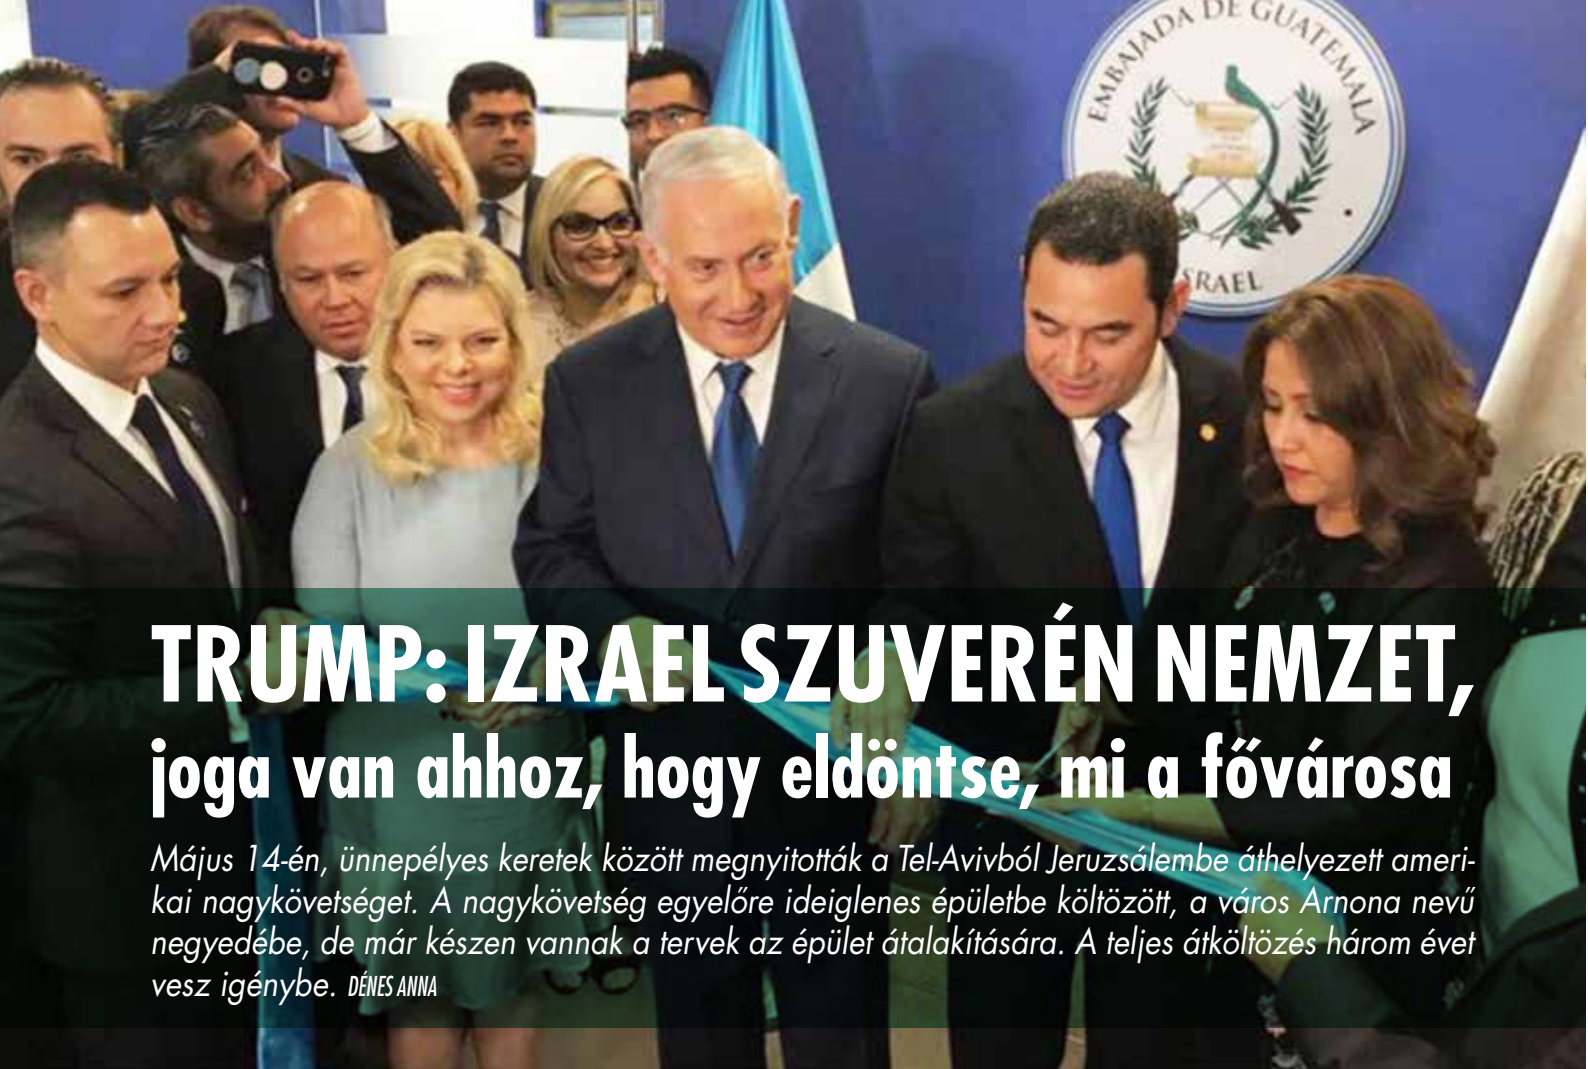 EMBAJADA DE GUATEMALA
ISRAEL
TRUMP: IZRAEL SZUVERÉN NEMZET,
joga van ahhoz, hogy eldöntse, mi a fővárosa
Május 14-én, ünnepélyes keretek között megnyitották a Tel-Avivból Jeruzsálembe áthelyezett ameri-
kai nagykövetséget. A nagykövetség egyelőre ideiglenes épületbe költözött, a város Arnona nevű
negyedébe, de már készen vannak a tervek az épület átalakítására. A teljes átköltözés három évet
vesz igénybe. DÉNES ANNA